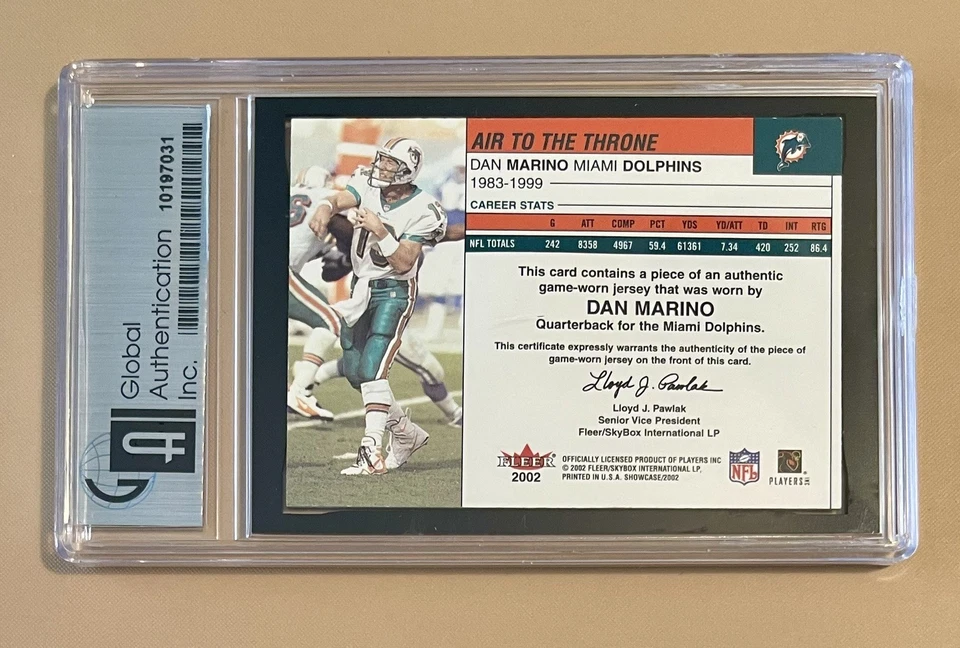 Global
Authentication 10197031
Inc.
GA
AIR TO THE THRONE
DAN MARINO MIAMI DOLPHINS
1983-1999
CAREER STATS
G ATT COMP PCT YDS YD/ATT TD INT RTG
NFL TOTALS 242 8358 4967 59.4 61361 7.34 420 252 86.4
This card contains a piece of an authentic
game-worn jersey that was worn by
DAN MARINO
Quarterback for the Miami Dolphins.
This certificate expressly warrants the authenticity of the piece of
game-worn jersey on the front of this card.
Lloyd J. Pawlak
Lloyd J. Pawlak
Senior Vice President
Fleer/SkyBox International LP
FLEER
2002
OFFICIALLY LICENSED PRODUCT OF PLAYERS INC
© 2002 FLEER/SKYBOX INTERNATIONAL LP,
PRINTED IN U.S.A. SHOWCASE/2002
NFL
PLAYERS INC